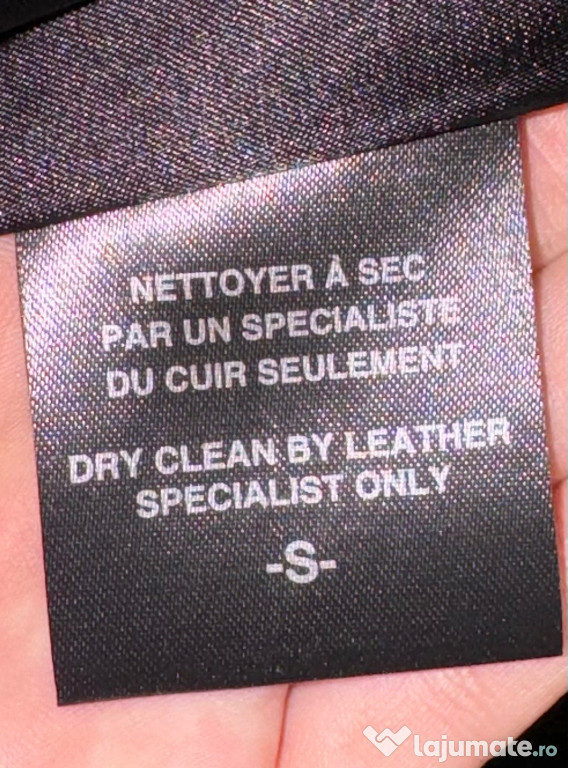 NETTOYER À SEC
PAR UN SPECIALISTE
DU CUIR SEULEMENT
DRY CLEAN BY LEATHER
SPECIALIST ONLY
-S-
Lajumate.ro